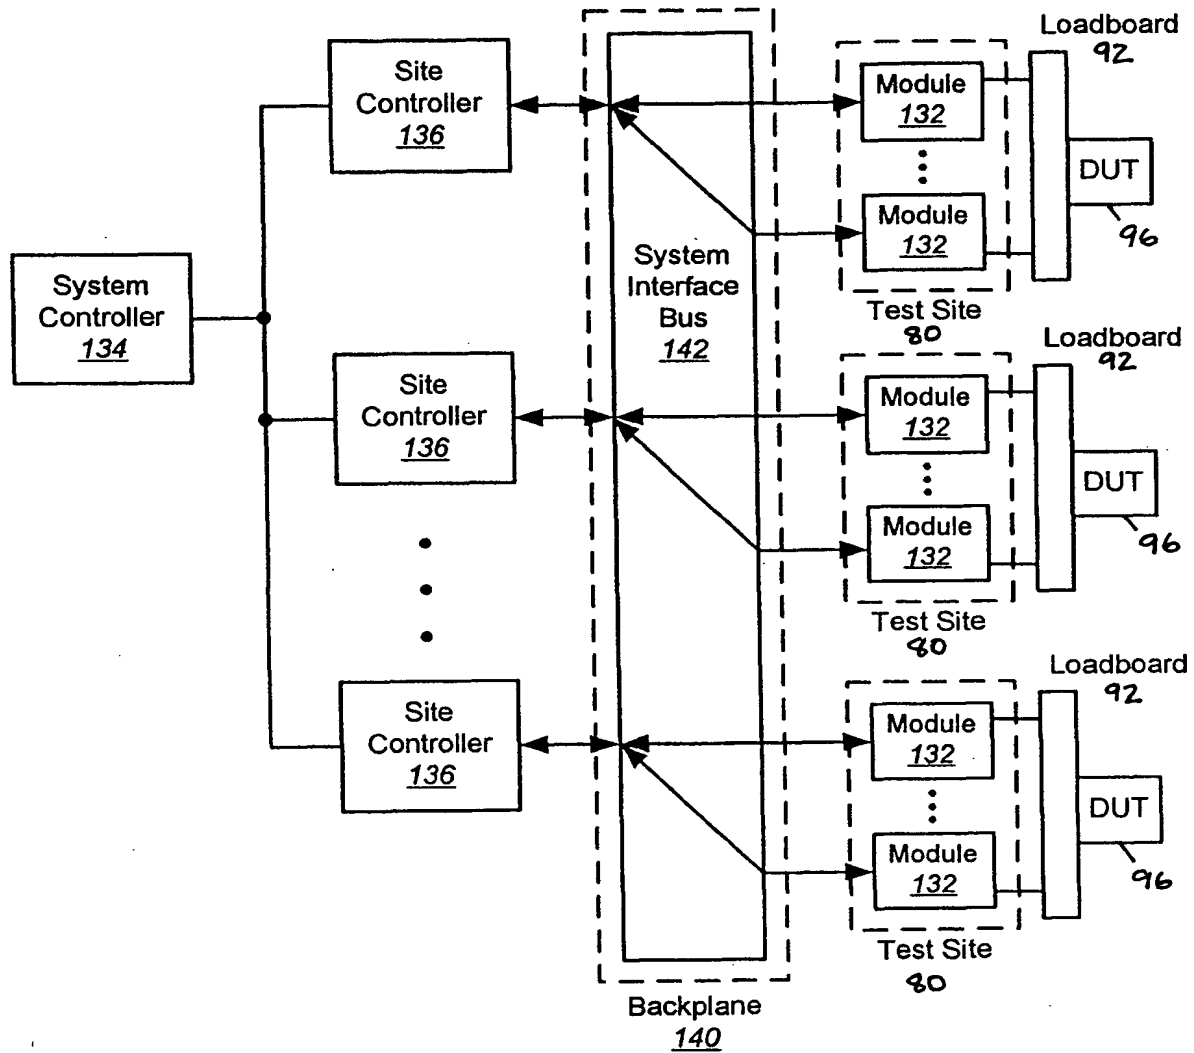 Loadboard
92
Site
Controller
136
Module
132
DUT
96
Module
132
Test Site
80
System
Controller
134
System
Interface
Bus
142
Loadboard
92
Site
Controller
136
Module
132
DUT
96
Module
132
Test Site
80
Loadboard
92
Site
Controller
136
Module
132
DUT
96
Module
132
Test Site
80
Backplane
140